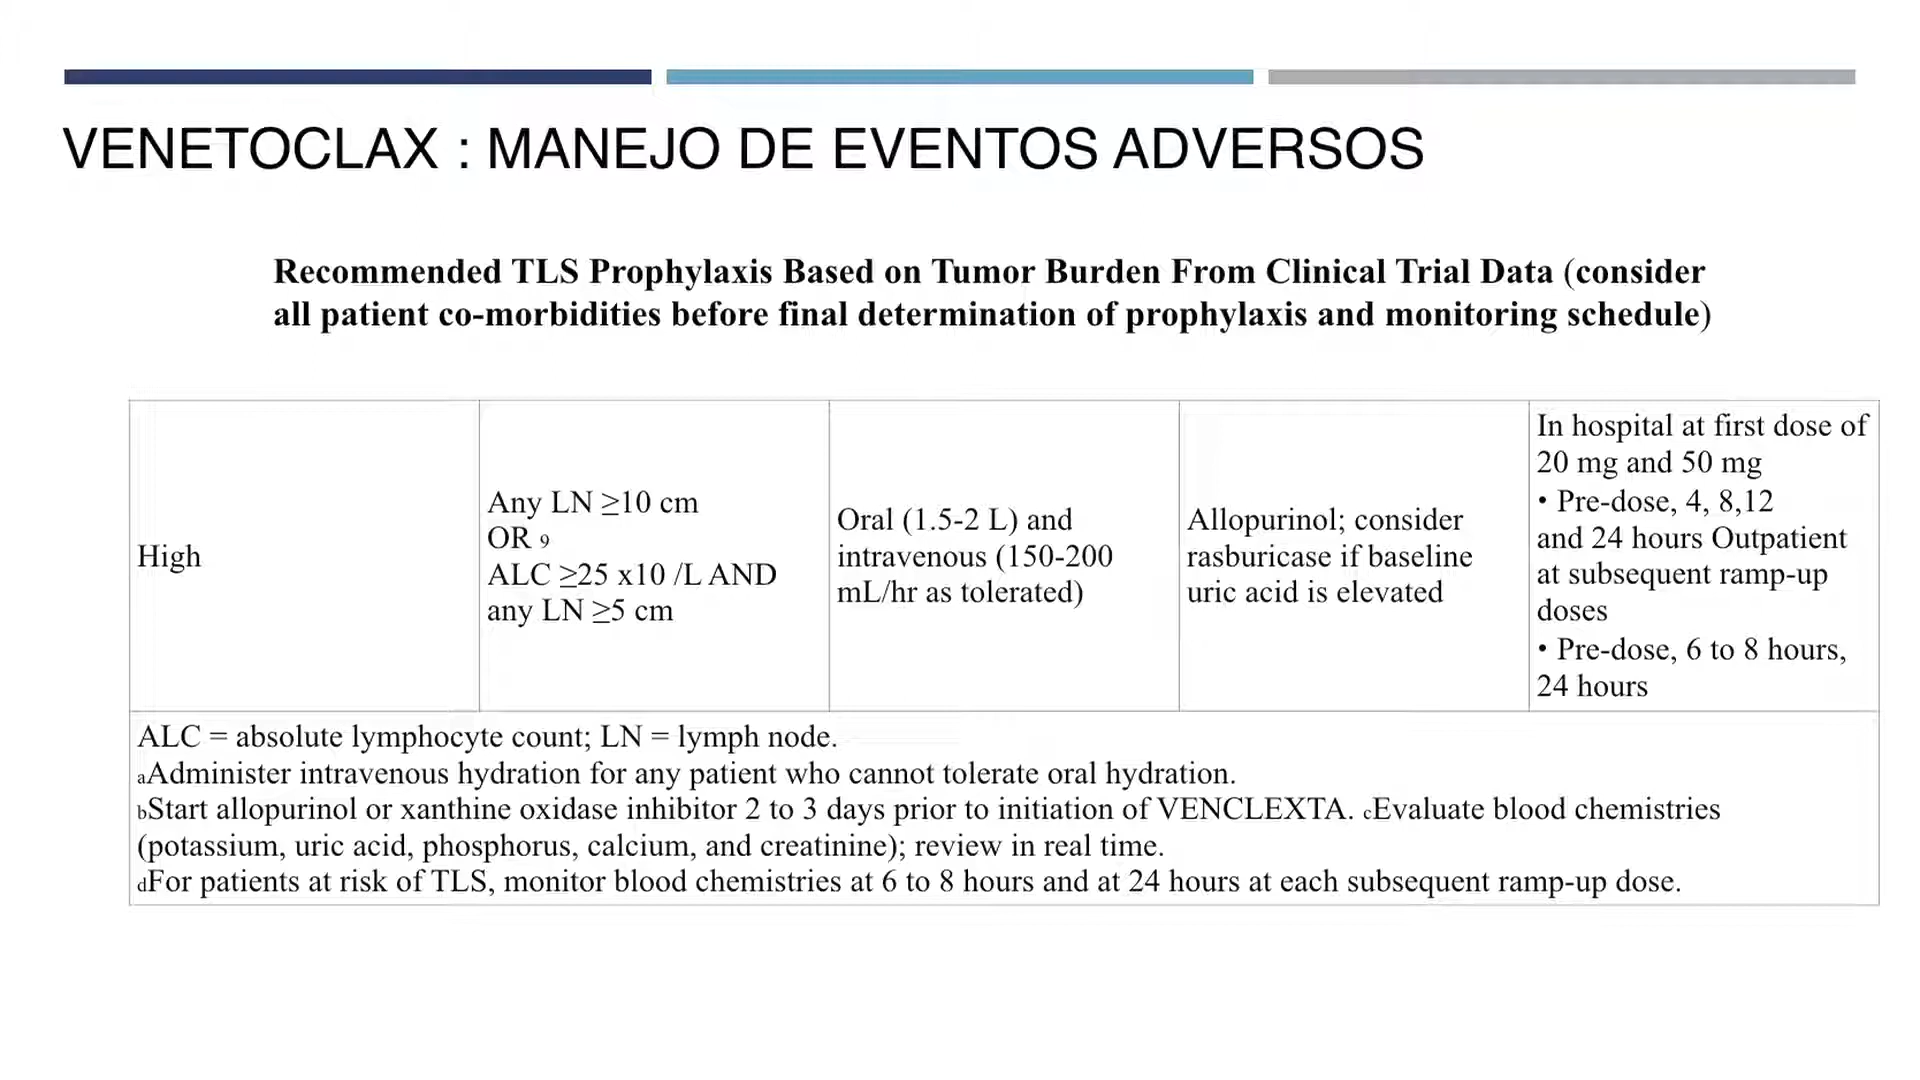 VENETOCLAX : MANEJO DE EVENTOS ADVERSOS
Recommended TLS Prophylaxis Based on Tumor Burden From Clinical Trial Data (consider
all patient co-morbidities before final determination of prophylaxis and monitoring schedule)
High
Any LN ≥10 cm
OR 9
ALC ≥25 x10 /L AND
any LN ≥5 cm
Oral (1.5-2 L) and
intravenous (150-200
mL/hr as tolerated)
Allopurinol; consider
rasburicase if baseline
uric acid is elevated
In hospital at first dose of
20 mg and 50 mg
• Pre-dose, 4, 8,12
and 24 hours Outpatient
at subsequent ramp-up
doses
• Pre-dose, 6 to 8 hours,
24 hours
ALC = absolute lymphocyte count; LN = lymph node.
aAdminister intravenous hydration for any patient who cannot tolerate oral hydration.
bStart allopurinol or xanthine oxidase inhibitor 2 to 3 days prior to initiation of VENCLEXTA. cEvaluate blood chemistries
(potassium, uric acid, phosphorus, calcium, and creatinine); review in real time.
dFor patients at risk of TLS, monitor blood chemistries at 6 to 8 hours and at 24 hours at each subsequent ramp-up dose.